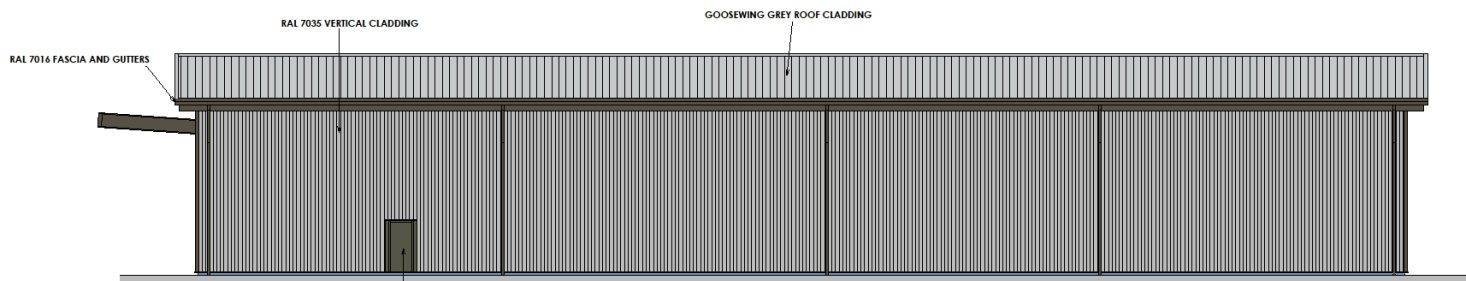 GOOSEWING GREY ROOF CLADDING
RAL 7035 VERTICAL CLADDING
RAL 7016 FASCIA AND GUTTERS